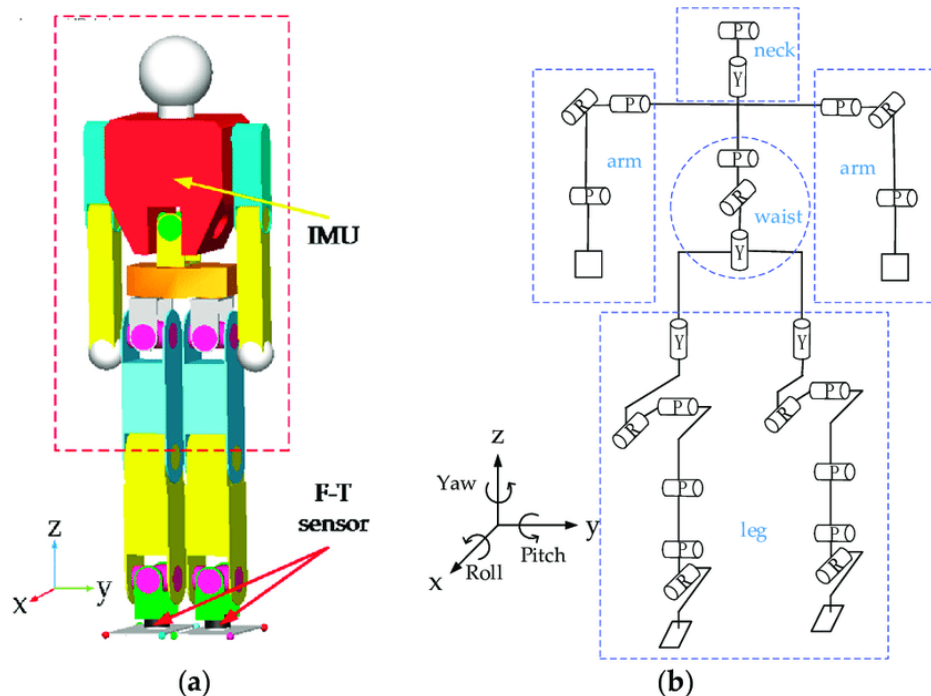 IMU
F-T
sensor
z
y
x
(a)
P
neck
Y
R
P
P
R
arm
P
arm
P
R
P
waist
Y
Y
Y
R
P
R
P
z
Yaw
y
Pitch
Roll
x
P
P
leg
P
P
R
R
(b)